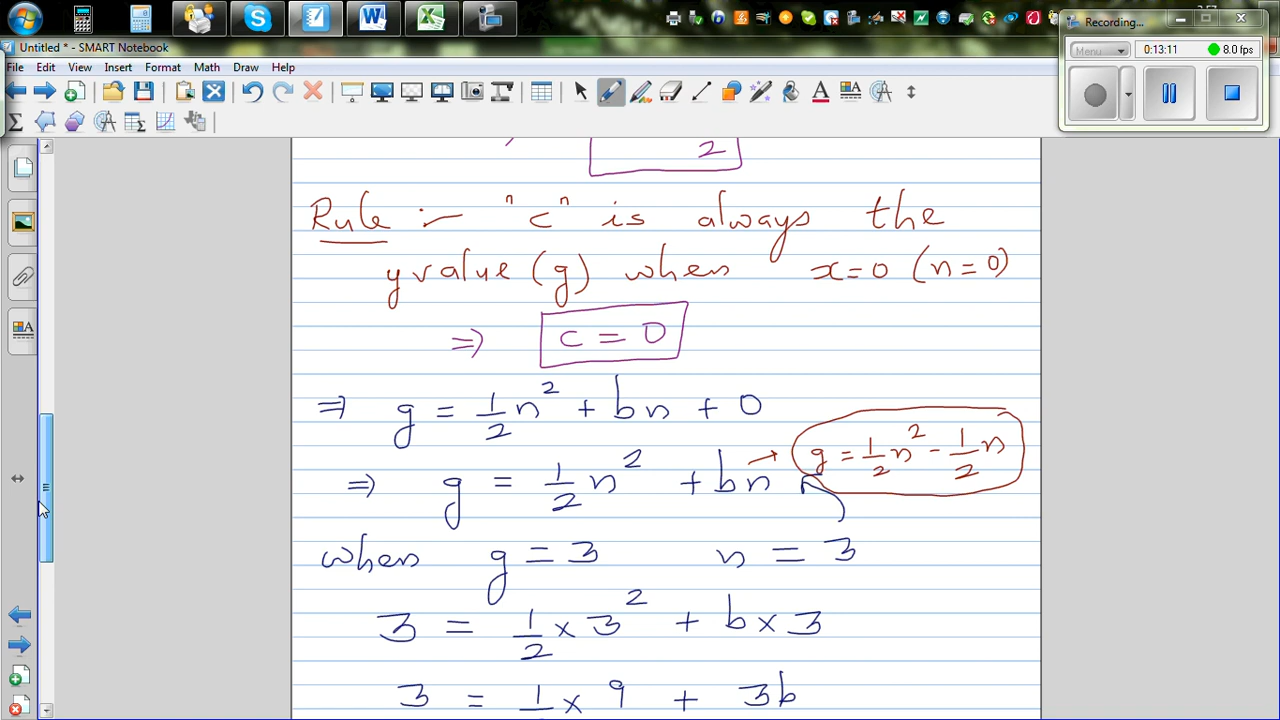 Recording...
Menu
0:13:11
8.0 fps
Untitled * - SMART Notebook
File Edit View Insert Format Math Draw Help
2
Rule :- "c" is always the
y value (g) when x=0 (n=0)
⇒ c = 0
⇒ g = 1/2 n² + bn + 0
⇒ g = 1/2 n² + bn → g = 1/2 n² - 1/2 n
when g = 3 n = 3
3 = 1/2 × 3² + b × 3
3 = 1/2 × 9 + 3b